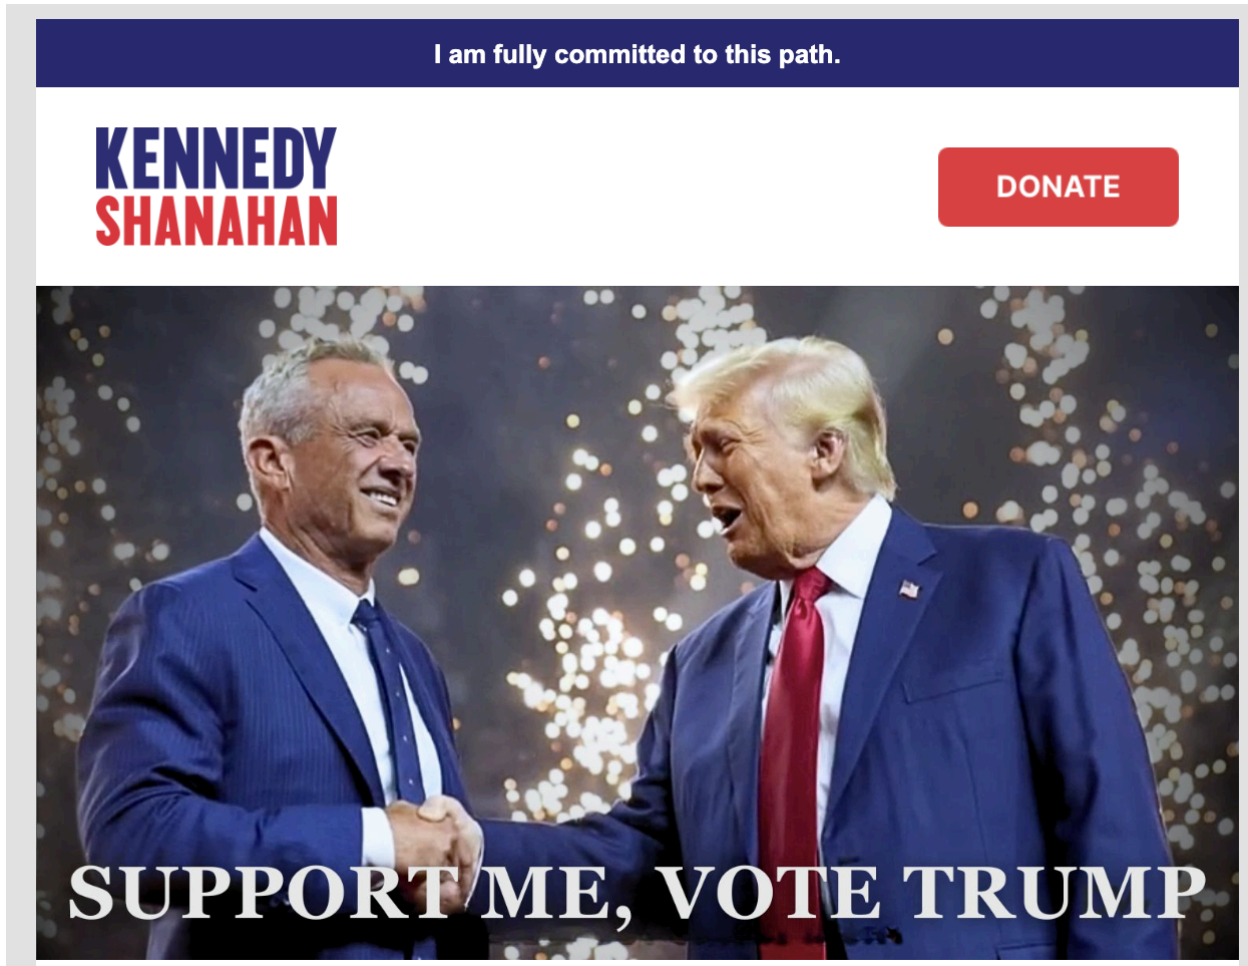 I am fully committed to this path.
KENNEDY
SHANAHAN
DONATE
SUPPORT ME, VOTE TRUMP